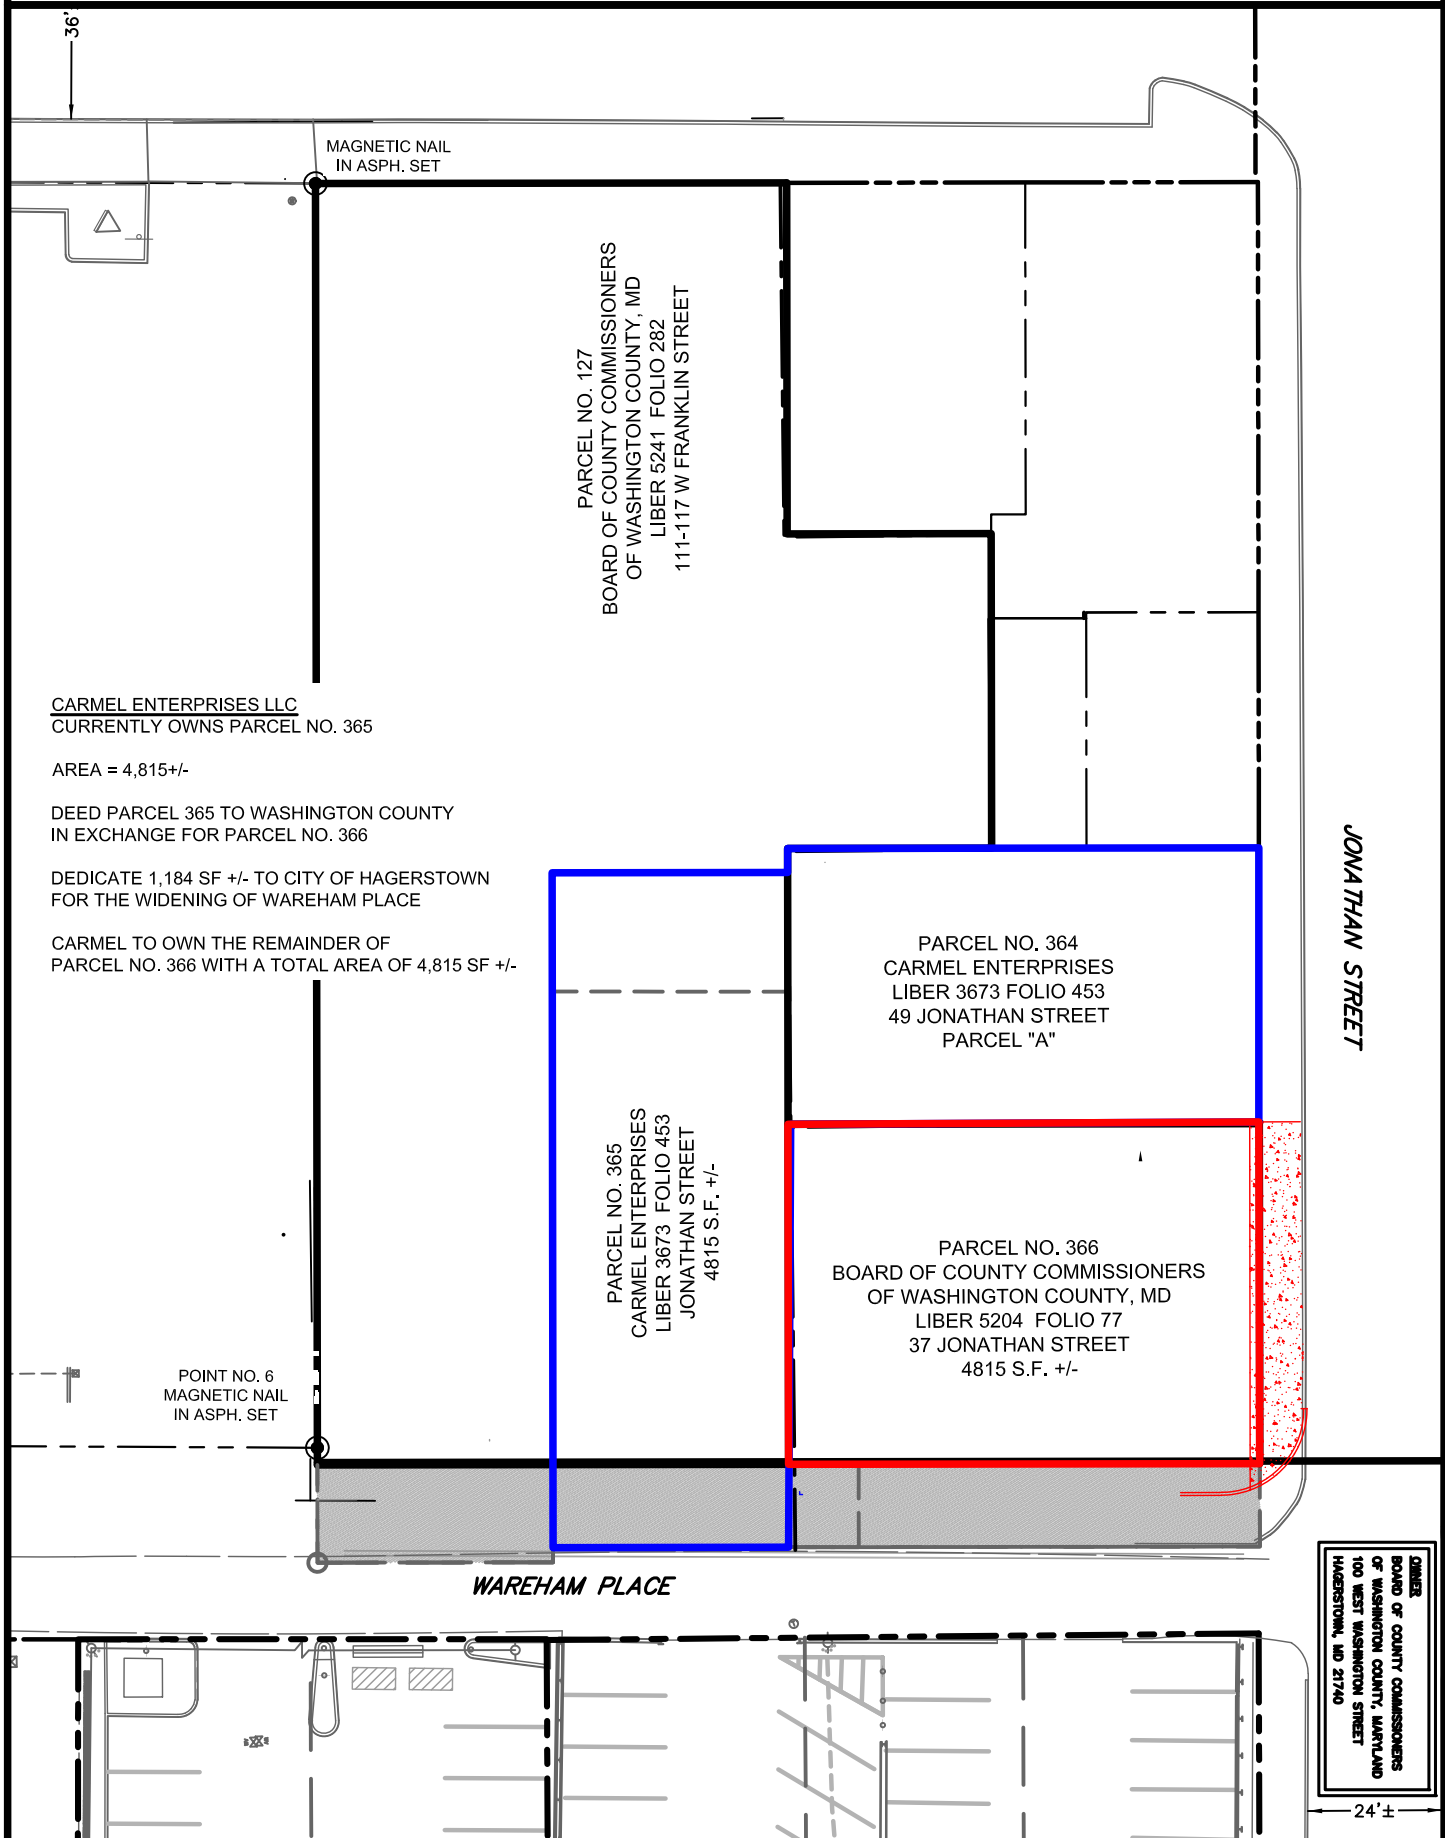 36'
MAGNETIC NAIL
IN ASPH. SET
PARCEL NO. 127
BOARD OF COUNTY COMMISSIONERS
OF WASHINGTON COUNTY, MD
LIBER 5241 FOLIO 282
111-117 W FRANKLIN STREET
CARMEL ENTERPRISES LLC
CURRENTLY OWNS PARCEL NO. 365
AREA = 4,815+/-
DEED PARCEL 365 TO WASHINGTON COUNTY
IN EXCHANGE FOR PARCEL NO. 366
DEDICATE 1,184 SF +/- TO CITY OF HAGERSTOWN
FOR THE WIDENING OF WAREHAM PLACE
CARMEL TO OWN THE REMAINDER OF
PARCEL NO. 366 WITH A TOTAL AREA OF 4,815 SF +/-
JONATHAN STREET
PARCEL NO. 364
CARMEL ENTERPRISES
LIBER 3673 FOLIO 453
49 JONATHAN STREET
PARCEL "A"
PARCEL NO. 365
CARMEL ENTERPRISES
LIBER 3673 FOLIO 453
JONATHAN STREET
4815 S.F. +/-
PARCEL NO. 366
BOARD OF COUNTY COMMISSIONERS
OF WASHINGTON COUNTY, MD
LIBER 5204 FOLIO 77
37 JONATHAN STREET
4815 S.F. +/-
POINT NO. 6
MAGNETIC NAIL
IN ASPH. SET
WAREHAM PLACE
OWNER
BOARD OF COUNTY COMMISSIONERS
OF WASHINGTON COUNTY, MARYLAND
100 WEST WASHINGTON STREET
HAGERSTOWN, MD 21740
24'±